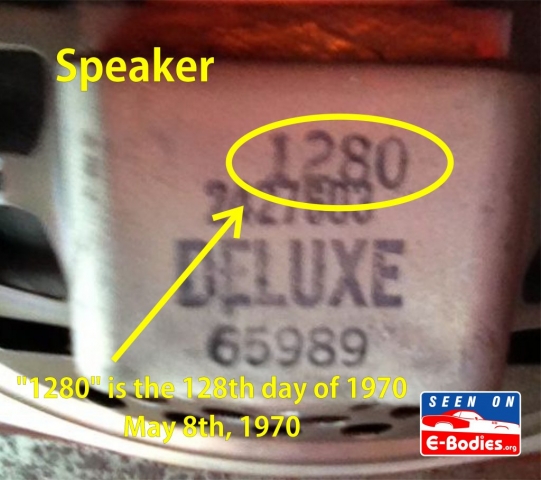 Speaker
1280
DELUXE
65989
"1280" is the 128th day of 1970
May 8th, 1970
SEEN ON
E-Bodies.org